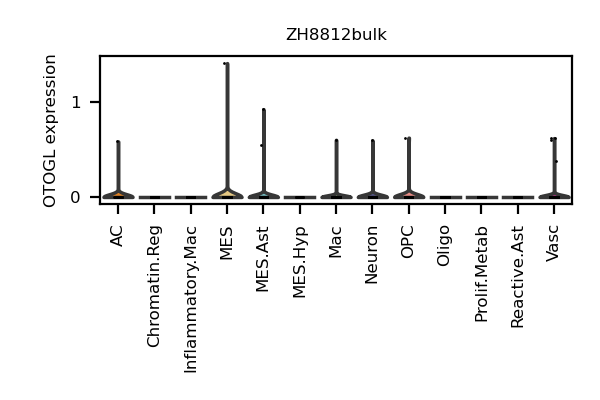 ZH8812bulk
OTOGL expression
1
0
AC
Chromatin.Reg
Inflammatory.Mac
MES
MES.Ast
MES.Hyp
Mac
Neuron
OPC
Oligo
Prolif.Metab
Reactive.Ast
Vasc